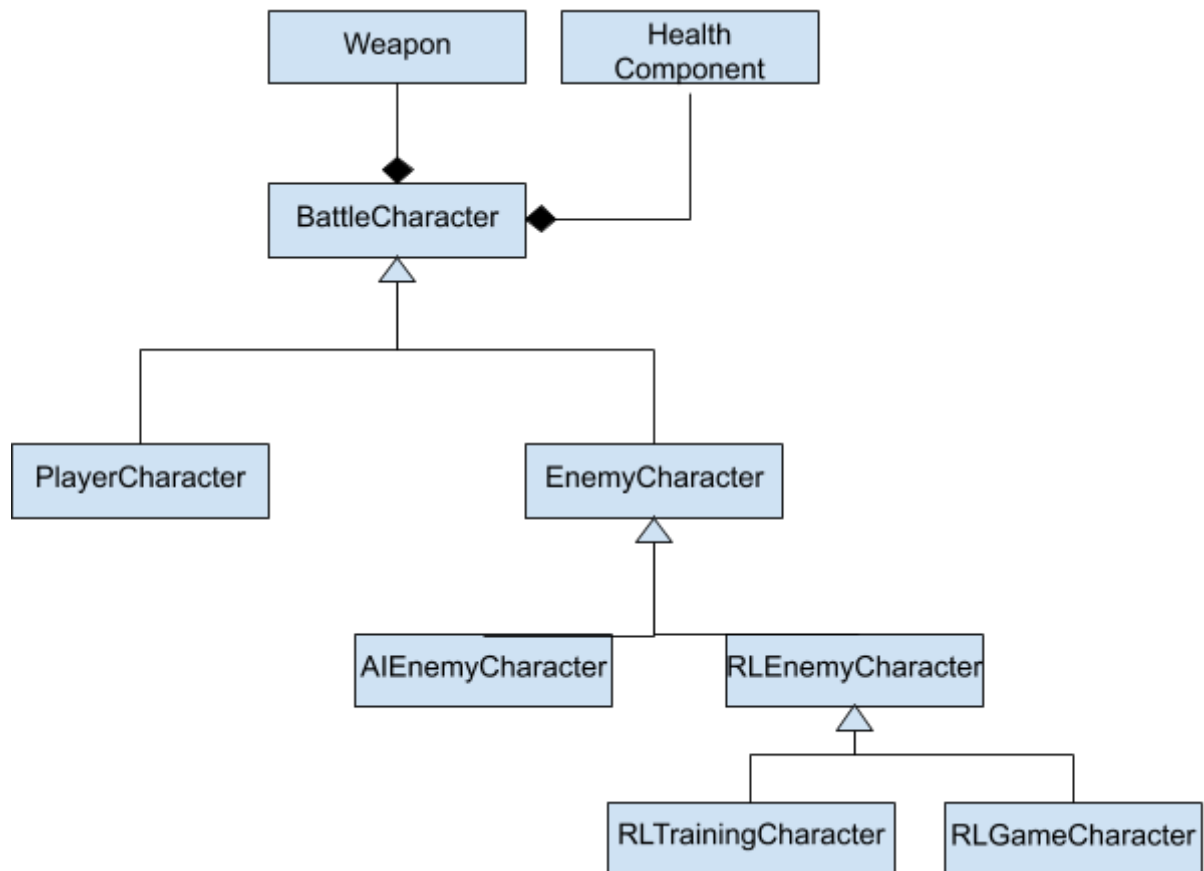 Weapon
Health
Component
BattleCharacter
PlayerCharacter
EnemyCharacter
AIEnemyCharacter
RLEnemyCharacter
RLTrainingCharacter
RLGameCharacter